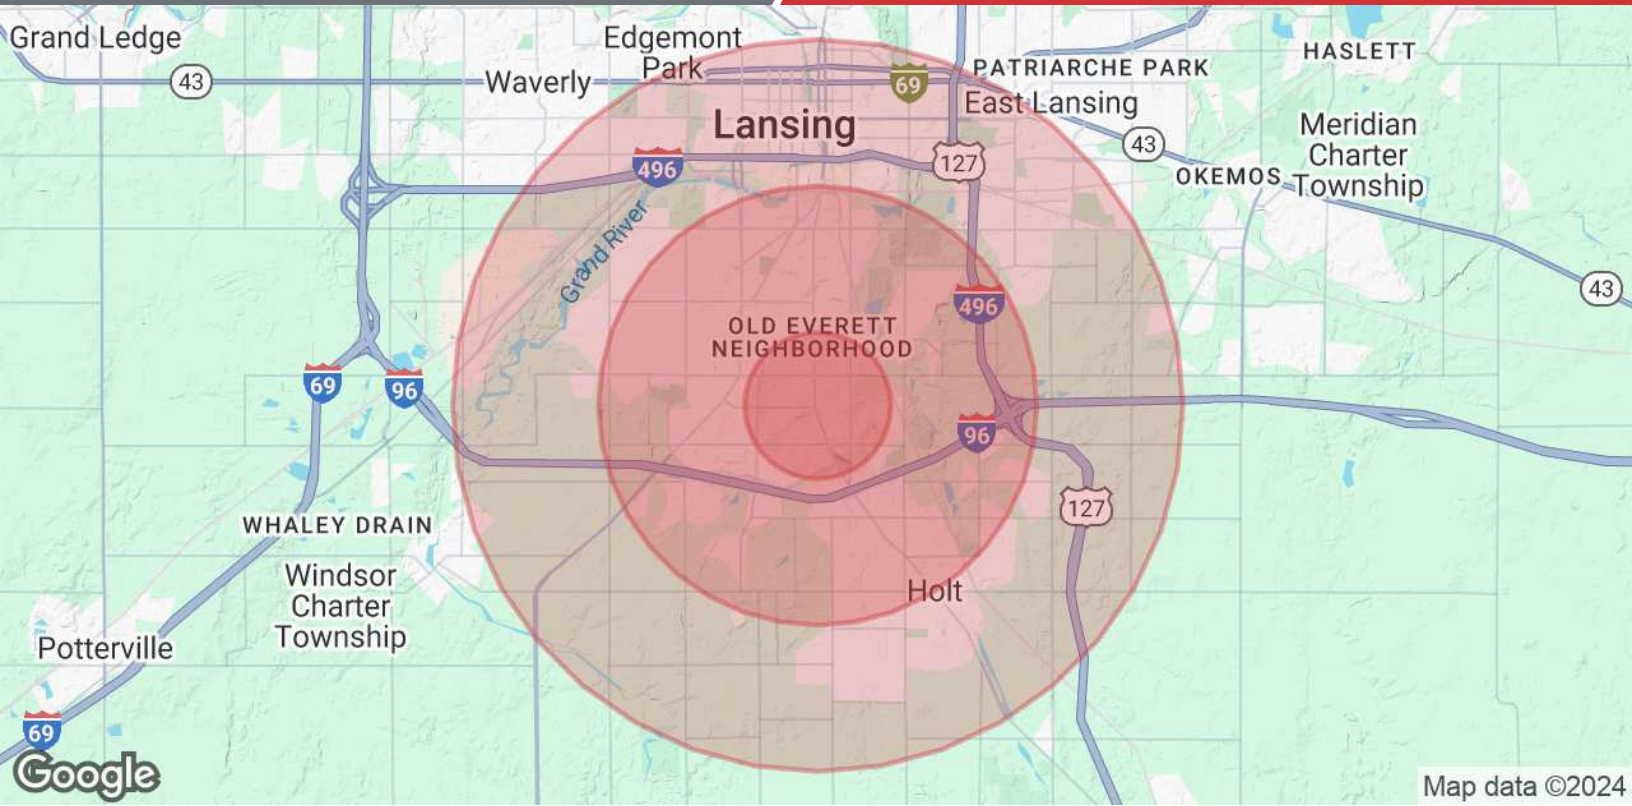 Grand Ledge
Edgemont
Park
HASLETT
PATRIARCHE PARK
43
Waverly
69
East Lansing
Lansing
Meridian
Charter
Township
43
127
496
OKEMOS
Grand River
43
496
OLD EVERETT
NEIGHBORHOOD
69
96
96
127
WHALEY DRAIN
Windsor
Charter
Township
Holt
Potterville
69
Google
Map data ©2024